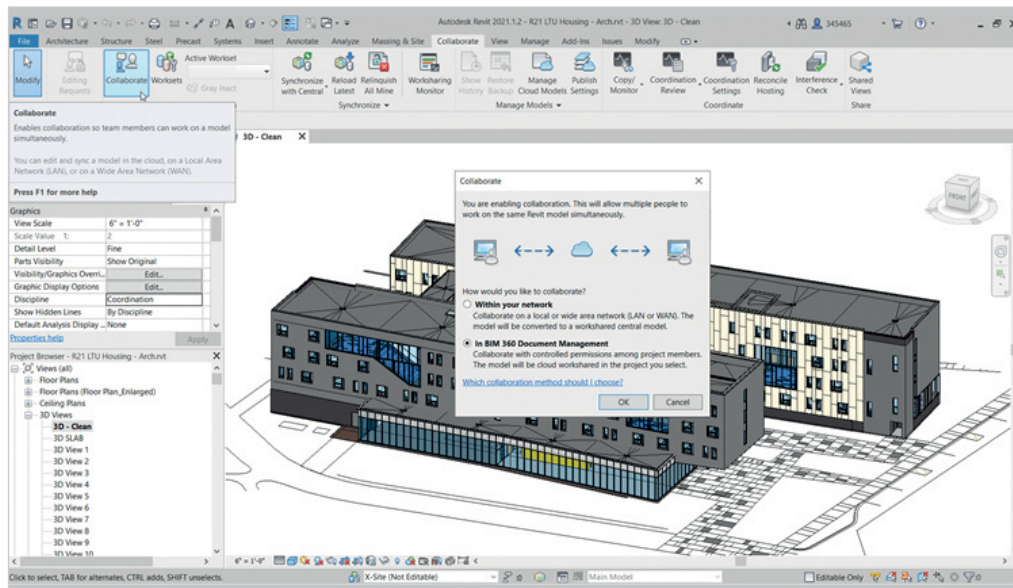 Autodesk Revit 2021.1.2 - R21 LTU Housing - Arch.rvt - 3D View: 3D - Clean
345465
File Architecture Structure Steel Precast Systems Insert Annotate Analyze Massing & Site Collaborate View Manage Add-Ins Issues Modify
Modify
Editing Requests
Collaborate
Worksets
Active Workset
Gray Inact
Synchronize with Central
Reload Latest
Relinquish All Mine
Worksharing Monitor
Show History
Restore Backup
Manage Cloud Models
Publish Settings
Copy/ Monitor
Coordination Review
Coordination Settings
Reconcile Hosting
Interference Check
Shared Views
Synchronize
Manage Models
Coordinate
Share
Collaborate
Enables collaboration so team members can work on a model
simultaneously.
You can edit and sync a model in the cloud, on a Local Area
Network (LAN), or on a Wide Area Network (WAN).
Press F1 for more help
3D - Clean X
Graphics
View Scale 6" = 1'-0"
Scale Value 1: 2
Detail Level Fine
Parts Visibility Show Original
Visibility/Graphics Overri... Edit...
Graphic Display Options Edit...
Discipline Coordination
Show Hidden Lines By Discipline
Default Analysis Display ... None
Properties help Apply
Project Browser - R21 LTU Housing - Arch.rvt X
Views (all)
Floor Plans
Floor Plans (Floor Plan_Enlarged)
Ceiling Plans
3D Views
3D - Clean
3D SLAB
3D View 1
3D View 2
3D View 3
3D View 4
3D View 5
3D View 6
3D View 7
3D View 8
3D View 9
3D View 10
Collaborate
You are enabling collaboration. This will allow multiple people to
work on the same Revit model simultaneously.
How would you like to collaborate?
Within your network
Collaborate on a local or wide area network (LAN or WAN). The
model will be converted to a workshared central model.
In BIM 360 Document Management
Collaborate with controlled permissions among project members.
The model will be cloud workshared in the project you select.
Which collaboration method should I choose?
OK Cancel
FRONT
6" = 1'-0"
Click to select, TAB for alternates, CTRL adds, SHIFT unselects.
X-Site (Not Editable)
:0
Main Model
Editable Only
:0